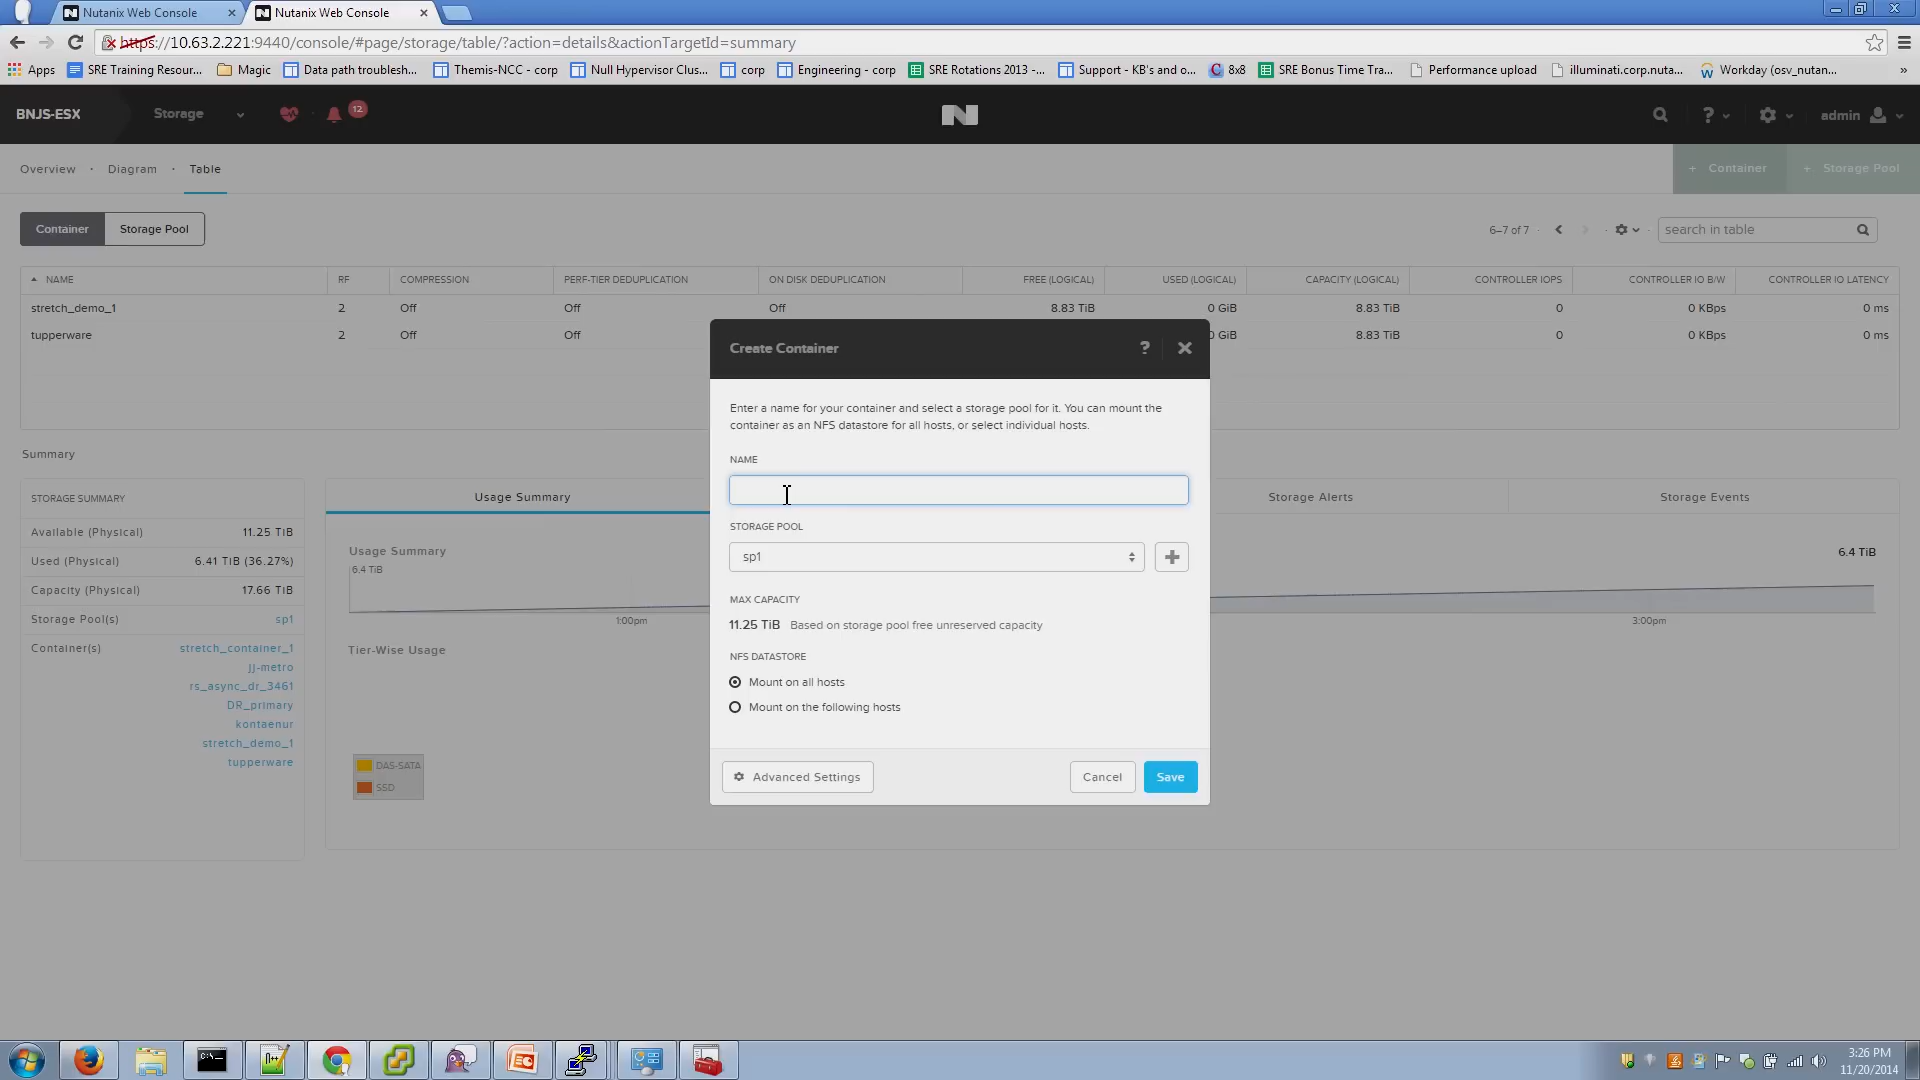 Nutanix Web Console
Nutanix Web Console
https://10.63.2.221:9440/console/#page/storage/table/?action=details&actionTargetId=summary
Apps SRE Training Resour... Magic Data path troublesh... Themis-NCC - corp Null Hypervisor Clus... corp Engineering - corp SRE Rotations 2013 -... Support - KB's and o... 8x8 SRE Bonus Time Tra... Performance upload illuminati.corp.nuta... Workday (osv_nutan... »
BNJS-ESX Storage 12 ? admin
Overview · Diagram · Table + Container + Storage Pool
Container Storage Pool 6–7 of 7 search in table
NAME RF COMPRESSION PERF-TIER DEDUPLICATION ON DISK DEDUPLICATION FREE (LOGICAL) USED (LOGICAL) CAPACITY (LOGICAL) CONTROLLER IOPS CONTROLLER IO B/W CONTROLLER IO LATENCY
stretch_demo_1 2 Off Off Off 8.83 TiB 0 GiB 8.83 TiB 0 0 KBps 0 ms
tupperware 2 Off Off 0 GiB 8.83 TiB 0 0 KBps 0 ms
Create Container ?
Enter a name for your container and select a storage pool for it. You can mount the
container as an NFS datastore for all hosts, or select individual hosts.
NAME
STORAGE POOL
sp1
MAX CAPACITY
11.25 TiB Based on storage pool free unreserved capacity
NFS DATASTORE
Mount on all hosts
Mount on the following hosts
Advanced Settings Cancel Save
Summary
STORAGE SUMMARY
Available (Physical) 11.25 TiB
Used (Physical) 6.41 TiB (36.27%)
Capacity (Physical) 17.66 TiB
Storage Pool(s) sp1
Container(s) stretch_container_1
jj-metro
rs_async_dr_3461
DR_primary
kontaenur
stretch_demo_1
tupperware
Usage Summary Storage Alerts Storage Events
Usage Summary 6.4 TiB
6.4 TiB
1:00pm 3:00pm
Tier-Wise Usage
DAS-SATA
SSD
3:26 PM
11/20/2014